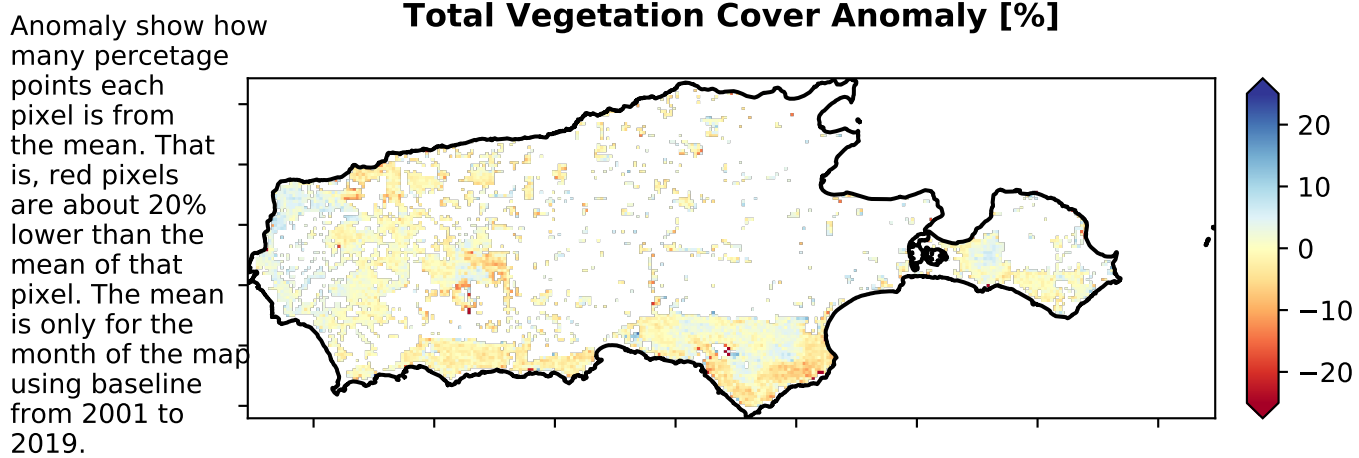 Total Vegetation Cover Anomaly [%]
Anomaly show how
many percetage
points each
pixel is from
the mean. That
is, red pixels
are about 20%
lower than the
mean of that
pixel. The mean
is only for the
month of the map
using baseline
from 2001 to
2019.
20
10
0
−10
−20